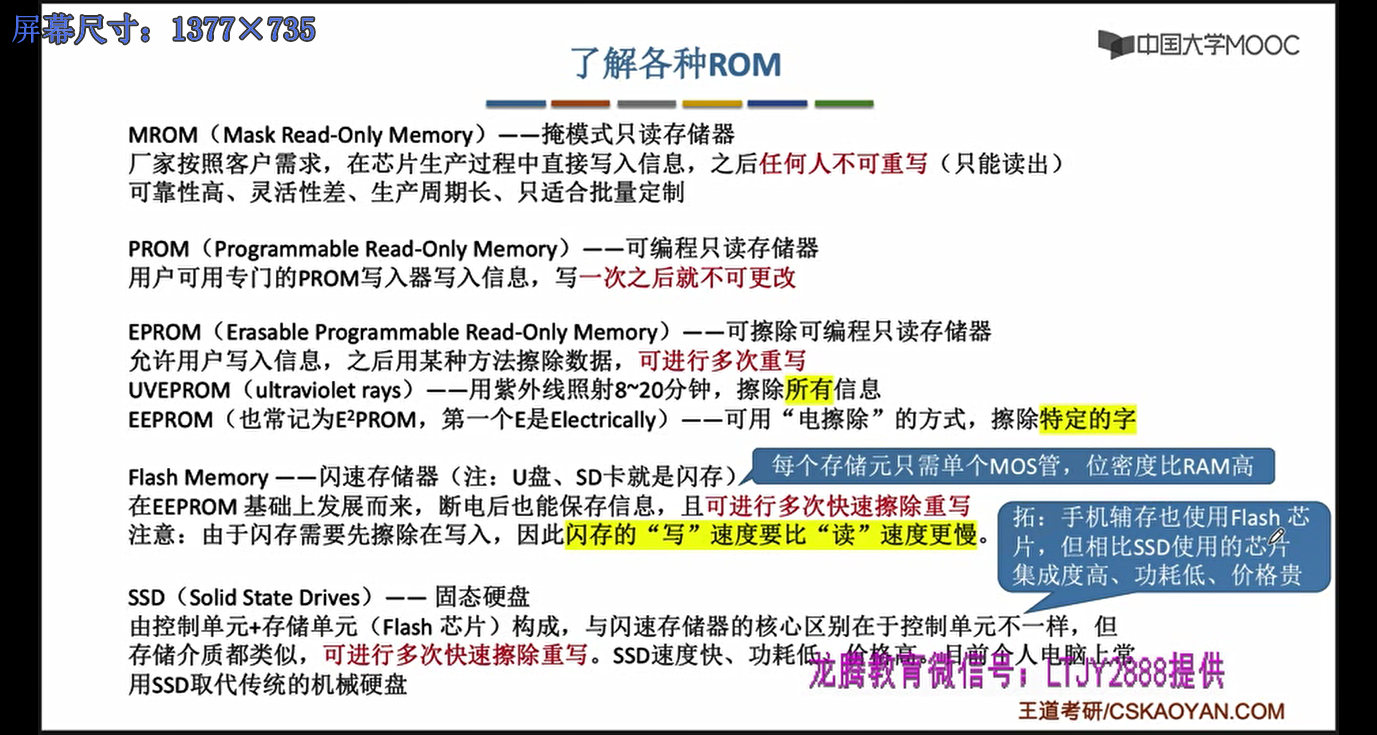 屏幕尺寸：1377×735
中国大学MOOC
了解各种ROM
MROM（Mask Read-Only Memory）——掩模式只读存储器
厂家按照客户需求，在芯片生产过程中直接写入信息，之后任何人不可重写（只能读出）
可靠性高、灵活性差、生产周期长、只适合批量定制
PROM（Programmable Read-Only Memory）——可编程只读存储器
用户可用专门的PROM写入器写入信息，写一次之后就不可更改
EPROM（Erasable Programmable Read-Only Memory）——可擦除可编程只读存储器
允许用户写入信息，之后用某种方法擦除数据，可进行多次重写
UVEPROM（ultraviolet rays）——用紫外线照射8~20分钟，擦除所有信息
EEPROM（也常记为E²PROM，第一个E是Electrically）——可用“电擦除”的方式，擦除特定的字
Flash Memory ——闪速存储器（注：U盘、SD卡就是闪存）
每个存储元只需单个MOS管，位密度比RAM高
在EEPROM 基础上发展而来，断电后也能保存信息，且可进行多次快速擦除重写
注意：由于闪存需要先擦除在写入，因此闪存的“写”速度要比“读”速度更慢。
拓：手机辅存也使用Flash 芯
片，但相比SSD使用的芯片
集成度高、功耗低、价格贵
SSD（Solid State Drives）—— 固态硬盘
由控制单元+存储单元（Flash 芯片）构成，与闪速存储器的核心区别在于控制单元不一样，但
存储介质都类似，可进行多次快速擦除重写。SSD速度快、功耗低、价格高。目前个人电脑上常
用SSD取代传统的机械硬盘
龙腾教育微信号：LTJY2888提供
王道考研/CSKAOYAN.COM